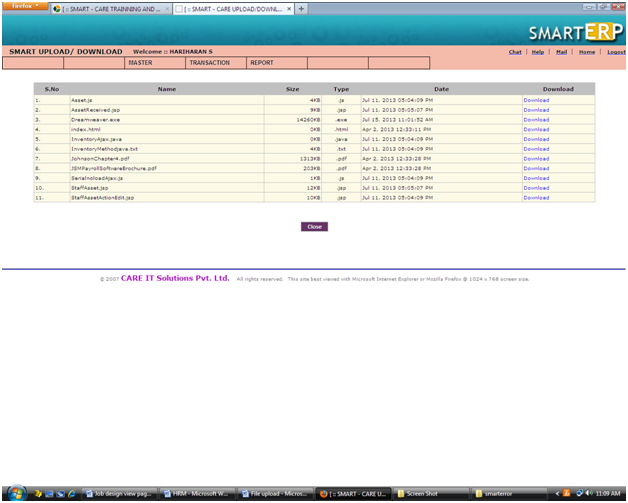 Firefox
[:: SMART - CARE TRAINNING AND ...
[:: SMART - CARE UPLOAD/DOWNL...
SMARTERP
SMART UPLOAD/ DOWNLOAD Welcome :: HARIHARAN S
Chat | Help | Mail | Home | Logout
MASTER TRANSACTION REPORT
S.No Name Size Type Date Download
1. Asset.js 4KB .js Jul 11, 2013 05:04:09 PM Download
2. AssetReceived.jsp 9KB .jsp Jul 11, 2013 05:05:07 PM Download
3. Dreamweaver.exe 14260KB .exe Jul 15, 2013 11:01:52 AM Download
4. index.html 0KB .html Apr 2, 2013 12:33:11 PM Download
5. InventoryAjax.java 0KB .java Jul 11, 2013 05:04:09 PM Download
6. InventoryMethodjava.txt 4KB .txt Jul 11, 2013 05:04:09 PM Download
7. JohnsonChapter4.pdf 1313KB .pdf Apr 2, 2013 12:33:28 PM Download
8. JSMPayrollSoftwareBrochure.pdf 203KB .pdf Apr 2, 2013 12:33:28 PM Download
9. SerialnoloadAjax.js 1KB .js Jul 11, 2013 05:04:09 PM Download
10. StaffAsset.jsp 12KB .jsp Jul 11, 2013 05:05:07 PM Download
11. StaffAssetActionEdit.jsp 10KB .jsp Jul 11, 2013 05:04:09 PM Download
Close
© 2007 CARE IT Solutions Pvt. Ltd. All rights reserved. This site best viewed with Microsoft Internet Explorer or Mozilla Firefox @ 1024 x 768 screen size.
Job design view pag...
HRM - Microsoft W...
File upload - Micros...
[:: SMART - CARE U...
Screen Shot
smarterror
11:09 AM